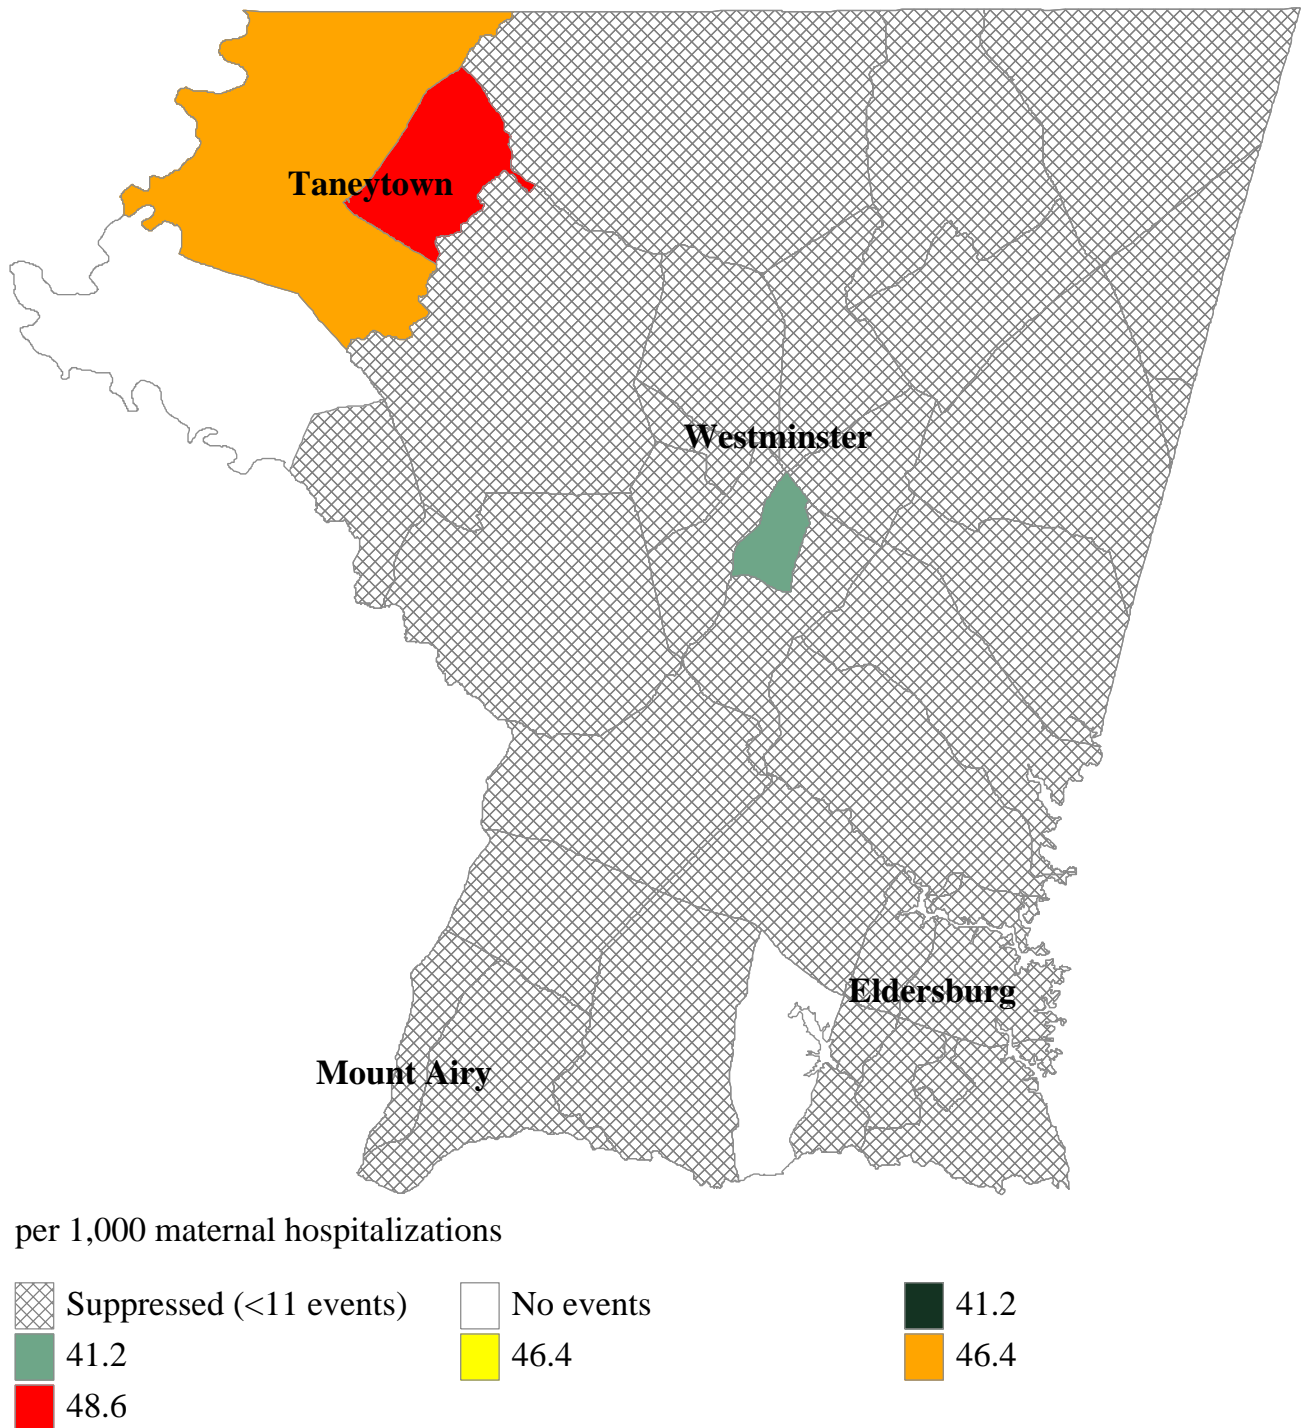 Taneytown
Westminster
Eldersburg
Mount Airy
per 1,000 maternal hospitalizations
Suppressed (<11 events) No events 41.2
41.2 46.4 46.4
48.6